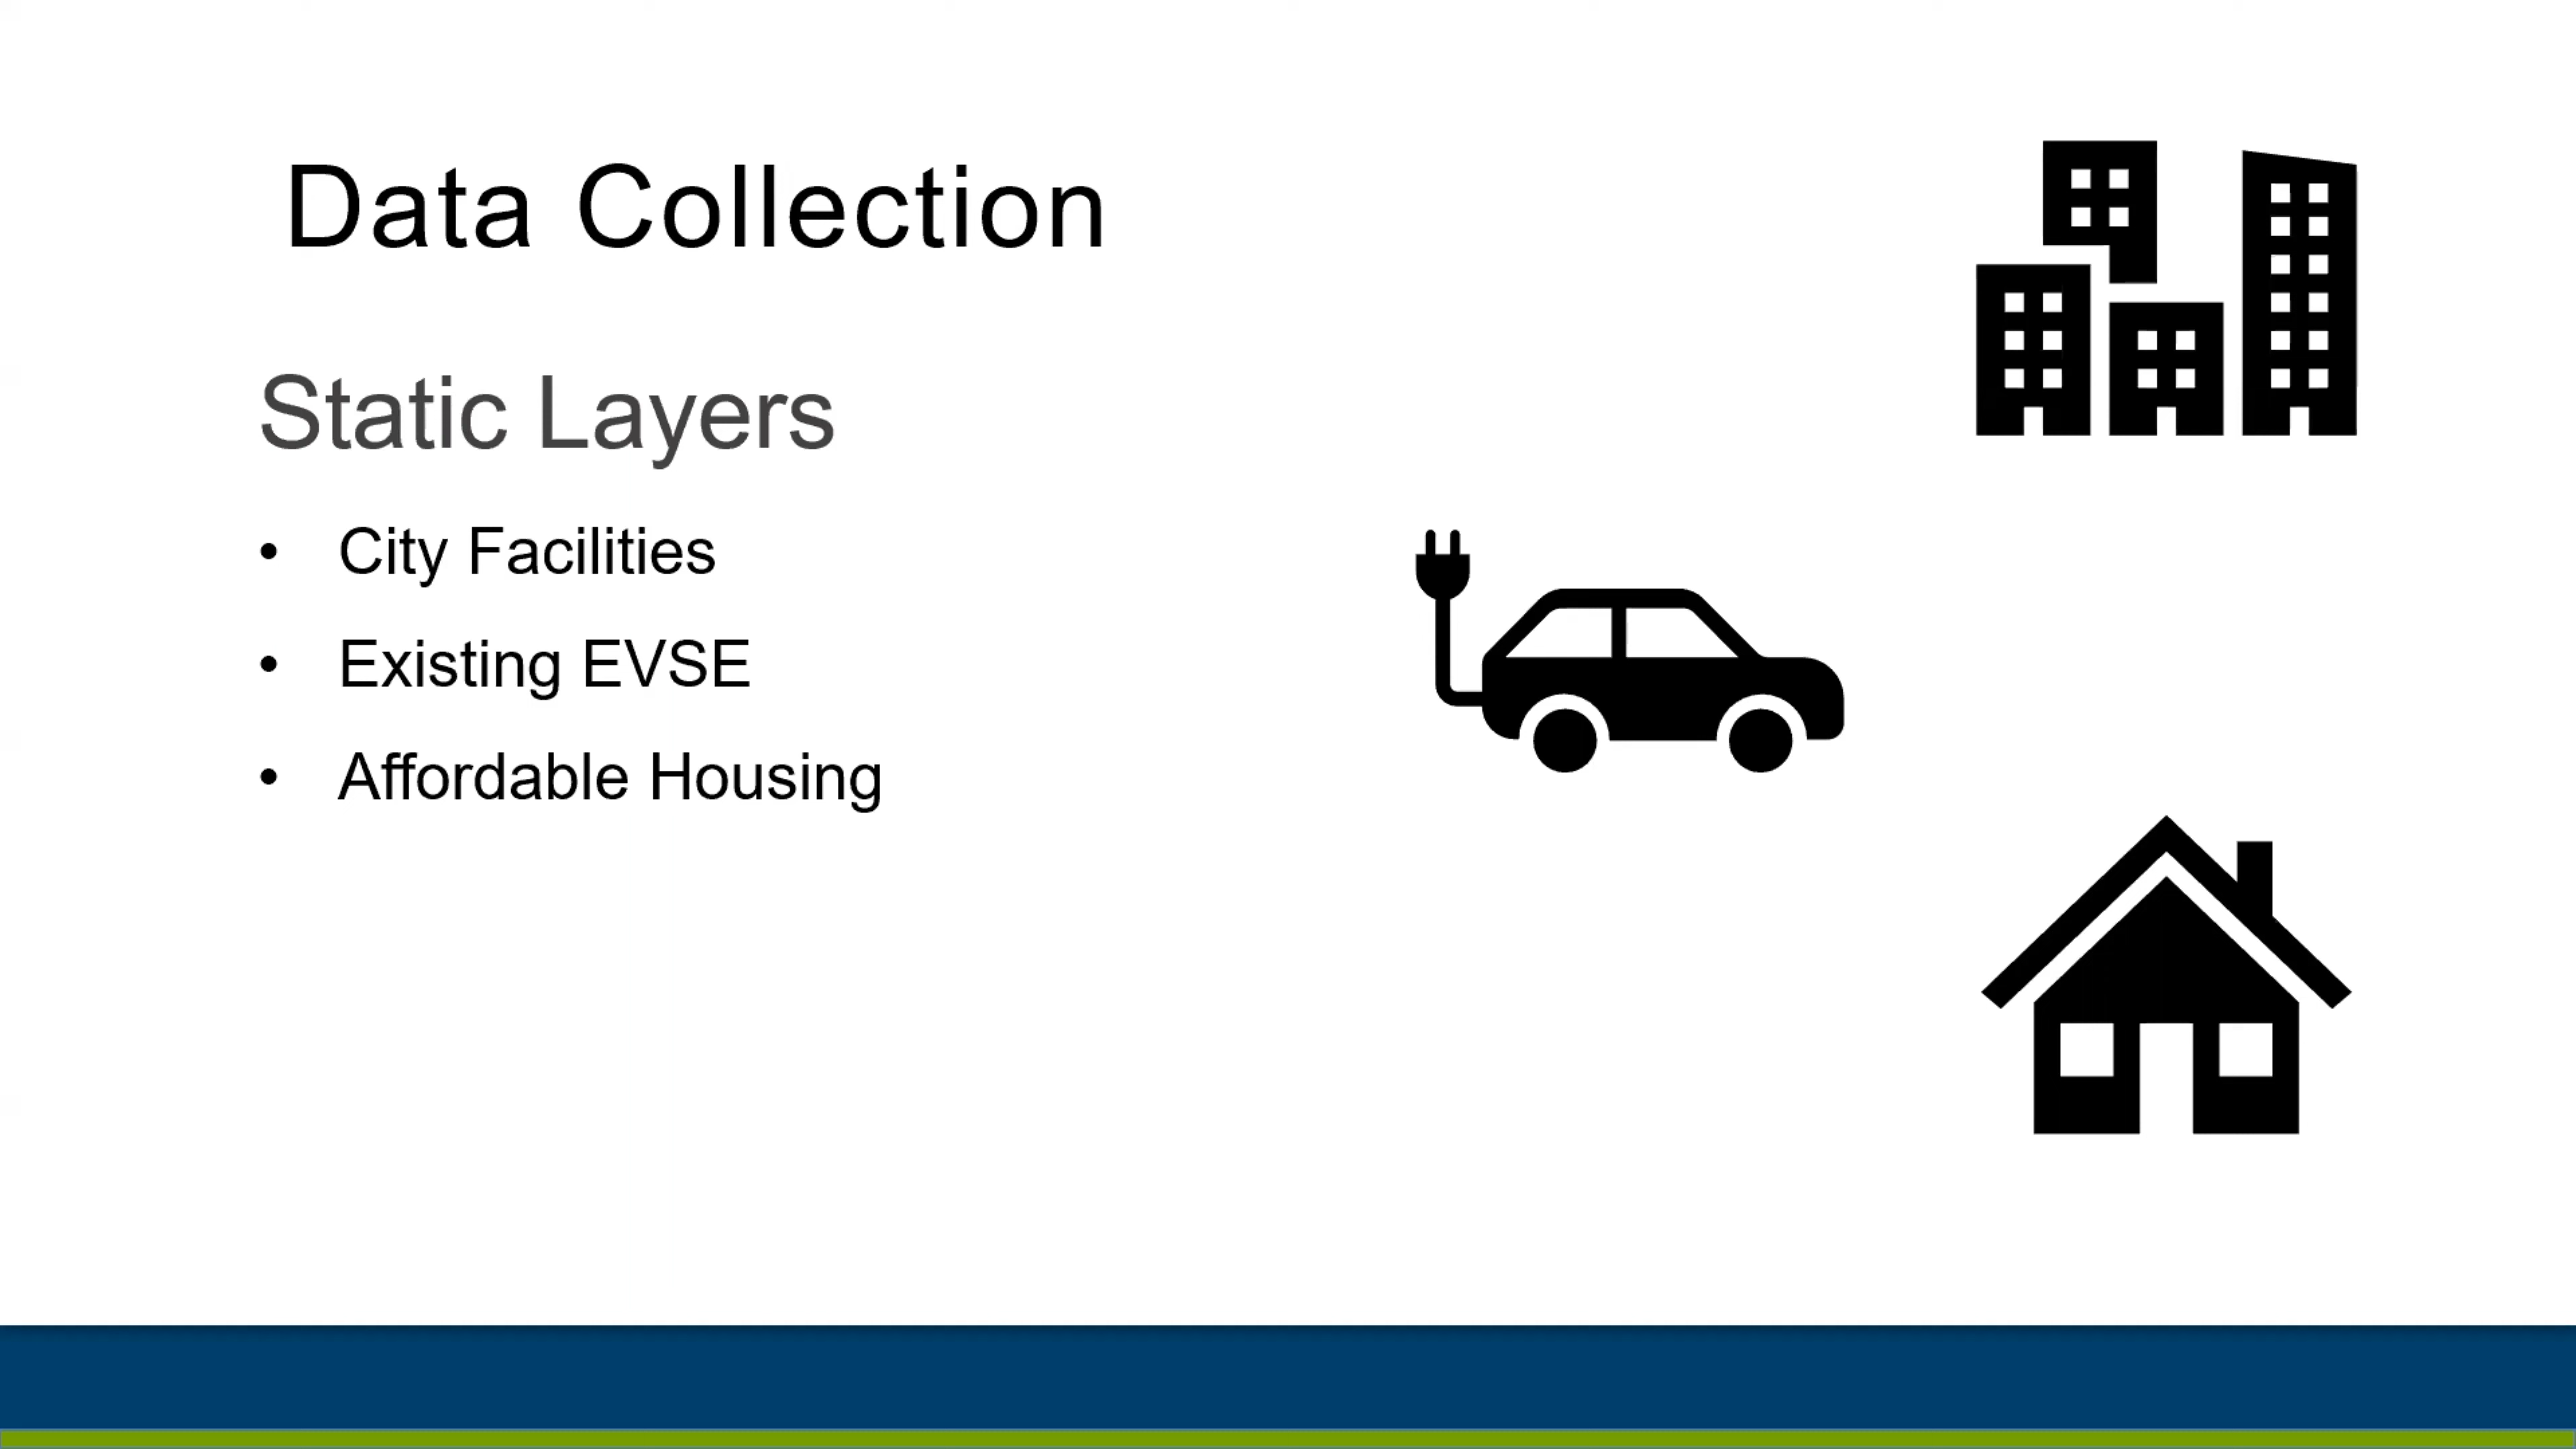 Data Collection
Static Layers
• City Facilities
• Existing EVSE
• Affordable Housing